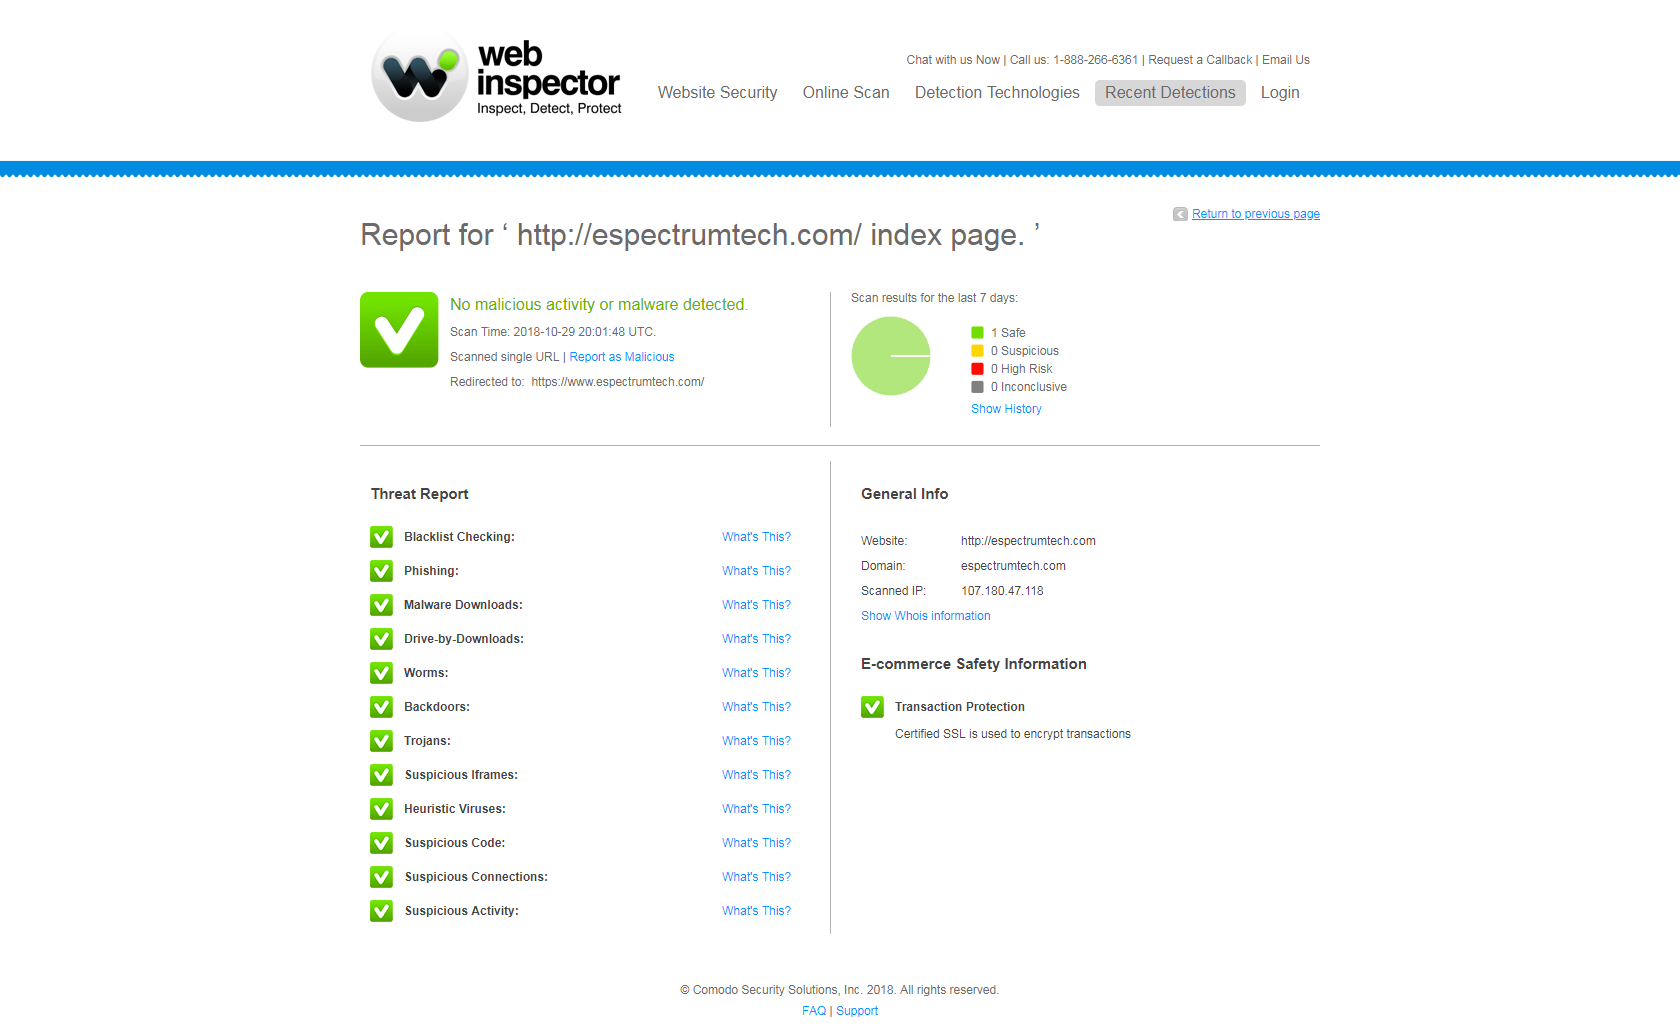 web
inspector
Inspect, Detect, Protect
Chat with us Now | Call us: 1-888-266-6361 | Request a Callback | Email Us
Website Security Online Scan Detection Technologies Recent Detections Login
Return to previous page
Report for ‘ http://espectrumtech.com/ index page. ’
No malicious activity or malware detected.
Scan Time: 2018-10-29 20:01:48 UTC.
Scanned single URL | Report as Malicious
Redirected to: https://www.espectrumtech.com/
Scan results for the last 7 days:
1 Safe
0 Suspicious
0 High Risk
0 Inconclusive
Show History
Threat Report
Blacklist Checking: What's This?
Phishing: What's This?
Malware Downloads: What's This?
Drive-by-Downloads: What's This?
Worms: What's This?
Backdoors: What's This?
Trojans: What's This?
Suspicious Iframes: What's This?
Heuristic Viruses: What's This?
Suspicious Code: What's This?
Suspicious Connections: What's This?
Suspicious Activity: What's This?
General Info
Website: http://espectrumtech.com
Domain: espectrumtech.com
Scanned IP: 107.180.47.118
Show Whois information
E-commerce Safety Information
Transaction Protection
Certified SSL is used to encrypt transactions
© Comodo Security Solutions, Inc. 2018. All rights reserved.
FAQ | Support